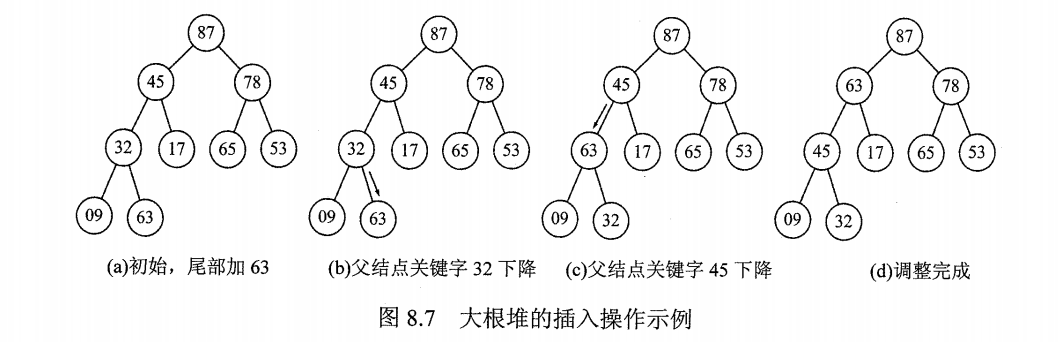 87 87 87 87
45 78 45 78 45 78 63 78
32 17 65 53 32 17 65 53 63 17 65 53 45 17 65 53
09 63 09 63 09 32 09 32
(a)初始，尾部加 63 (b)父结点关键字 32 下降 (c)父结点关键字 45 下降 (d)调整完成
图 8.7 大根堆的插入操作示例